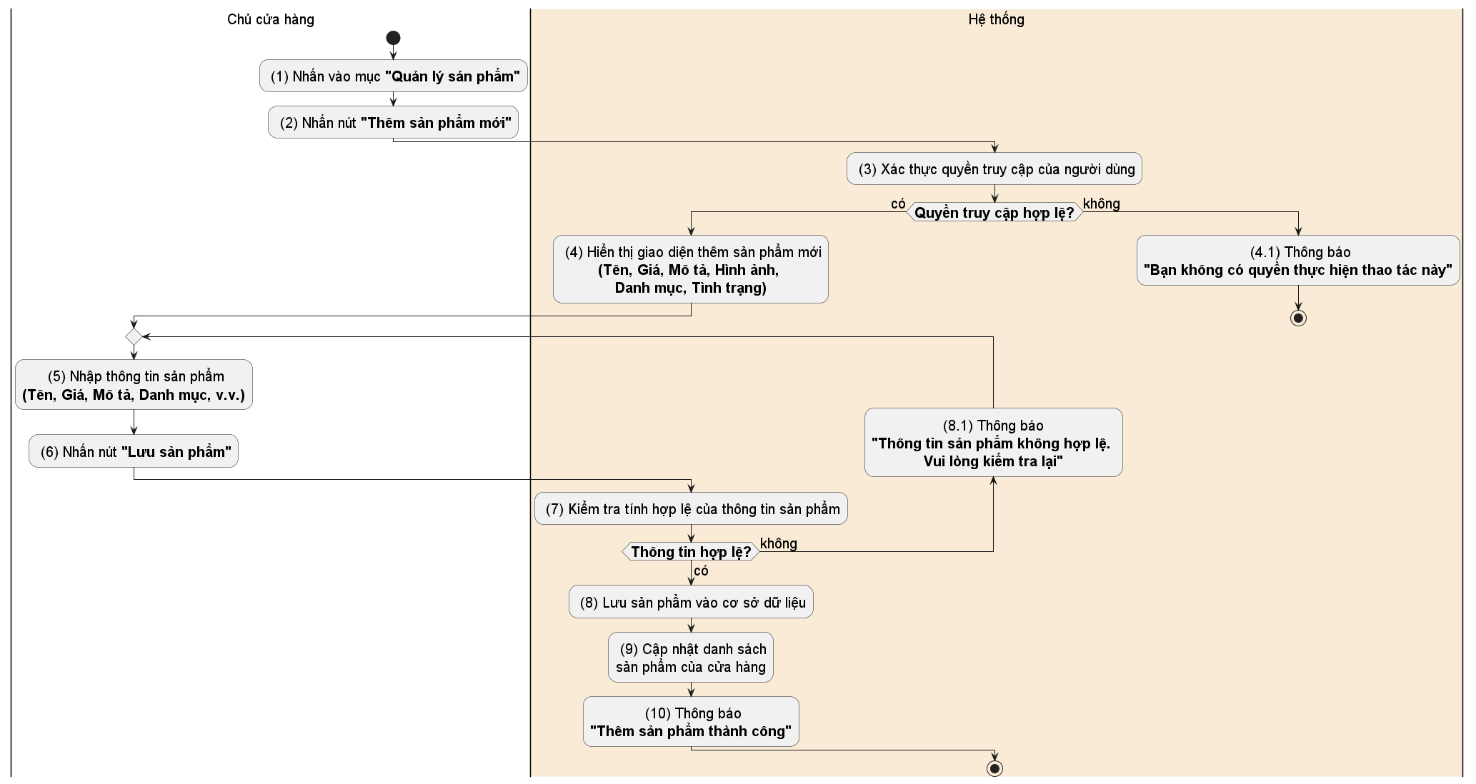 Chủ cửa hàng
Hệ thống
(1) Nhấn vào mục "Quản lý sản phẩm"
(2) Nhấn nút "Thêm sản phẩm mới"
(3) Xác thực quyền truy cập của người dùng
có
Quyền truy cập hợp lệ?
không
(4) Hiển thị giao diện thêm sản phẩm mới
(Tên, Giá, Mô tả, Hình ảnh,
Danh mục, Tình trạng)
(4.1) Thông báo
"Bạn không có quyền thực hiện thao tác này"
(5) Nhập thông tin sản phẩm
(Tên, Giá, Mô tả, Danh mục, v.v.)
(6) Nhấn nút "Lưu sản phẩm"
(8.1) Thông báo
"Thông tin sản phẩm không hợp lệ.
Vui lòng kiểm tra lại"
(7) Kiểm tra tính hợp lệ của thông tin sản phẩm
Thông tin hợp lệ?
không
có
(8) Lưu sản phẩm vào cơ sở dữ liệu
(9) Cập nhật danh sách
sản phẩm của cửa hàng
(10) Thông báo
"Thêm sản phẩm thành công"